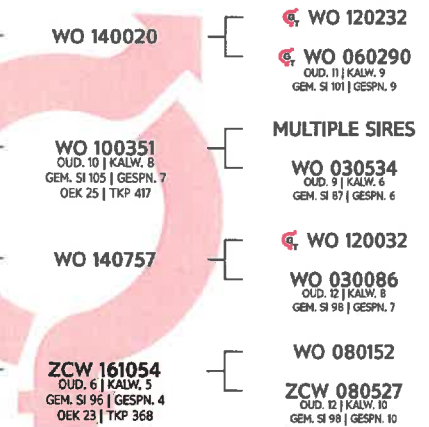 WO 140020
WO 120232
WO 060290
OUD. 11 | KALW. 9
GEM. SI 101 | GESPN. 9
WO 100351
OUD. 10 | KALW. 8
GEM. SI 105 | GESPN. 7
OEK 25 | TKP 417
MULTIPLE SIRES
WO 030534
OUD. 9 | KALW. 6
GEM. SI 87 | GESPN. 6
WO 140757
WO 120032
WO 030086
OUD. 12 | KALW. 8
GEM. SI 98 | GESPN. 7
ZCW 161054
OUD. 6 | KALW. 5
GEM. SI 96 | GESPN. 4
OEK 23 | TKP 368
WO 080152
ZCW 080527
OUD. 12 | KALW. 10
GEM. SI 98 | GESPN. 10